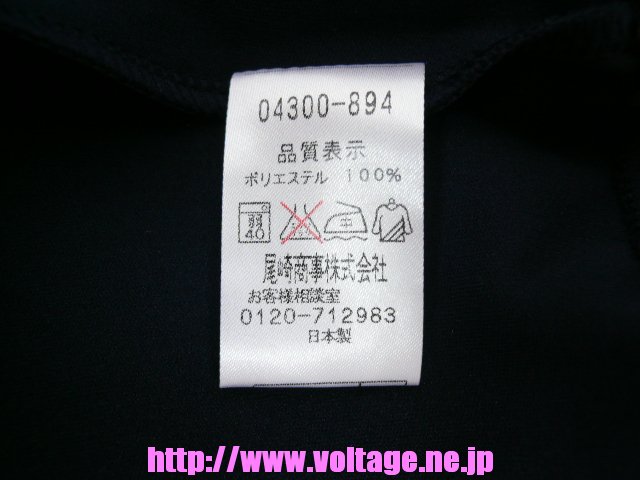 04300-894
品質表示
ポリエステル 100%
弱
40
中
尾崎商事株式会社
お客様相談室
0120-712983
日本製
http://www.voltage.ne.jp